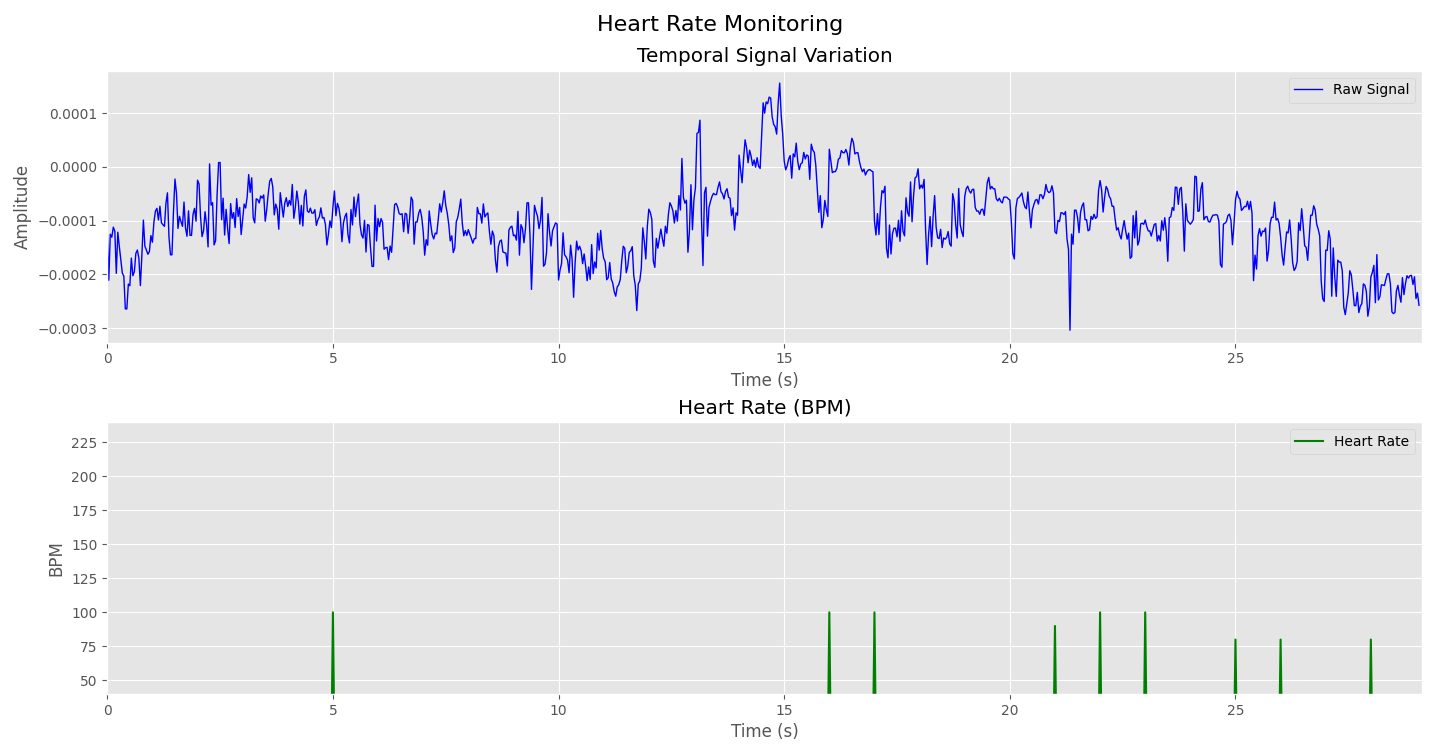 Heart Rate Monitoring
Temporal Signal Variation
Raw Signal
0.0001
0.0000
−0.0001
−0.0002
−0.0003
Amplitude
0 5 10 15 20 25
Time (s)
Heart Rate (BPM)
Heart Rate
225
200
175
150
125
100
75
50
BPM
0 5 10 15 20 25
Time (s)